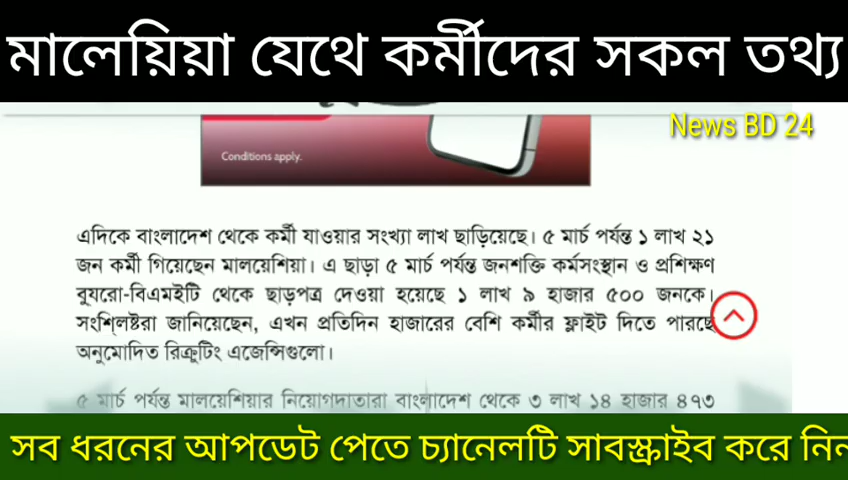 মালেয়িয়া যেথে কর্মীদের সকল তথ্য
News BD 24
Conditions apply.
এদিকে বাংলাদেশ থেকে কর্মী যাওয়ার সংখ্যা লাখ ছাড়িয়েছে। ৫ মার্চ পর্যন্ত ১ লাখ ২১
জন কর্মী গিয়েছেন মালয়েশিয়া। এ ছাড়া ৫ মার্চ পর্যন্ত জনশক্তি কর্মসংস্থান ও প্রশিক্ষণ
ব্যুরো-বিএমইটি থেকে ছাড়পত্র দেওয়া হয়েছে ১ লাখ ৯ হাজার ৫০০ জনকে।
সংশ্লিষ্টরা জানিয়েছেন, এখন প্রতিদিন হাজারের বেশি কর্মীর ফ্লাইট দিতে পারছে
অনুমোদিত রিক্রুটিং এজেন্সিগুলো।
৫ মার্চ পর্যন্ত মালয়েশিয়ার নিয়োগদাতারা বাংলাদেশ থেকে ৩ লাখ ১৪ হাজার ৪৭৩
সব ধরনের আপডেট পেতে চ্যানেলটি সাবস্ক্রাইব করে